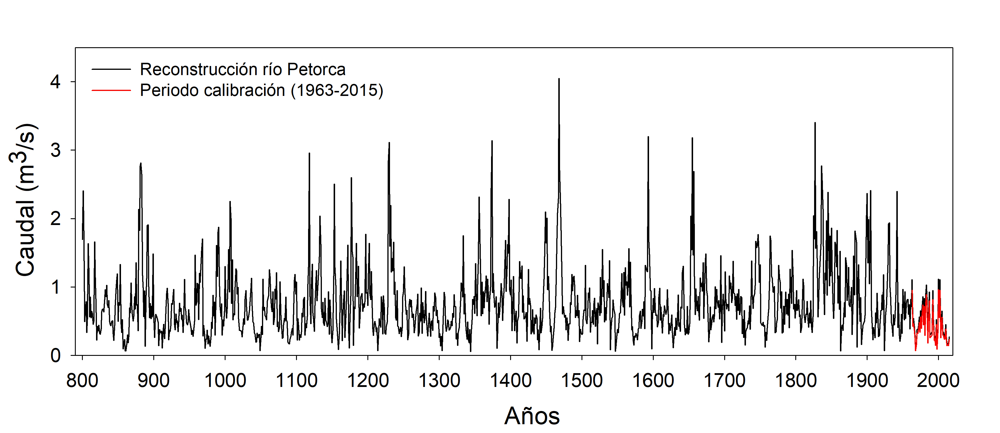 Reconstrucción río Petorca
Periodo calibración (1963-2015)
Caudal (m3/s)
4
3
2
1
0
800 900 1000 1100 1200 1300 1400 1500 1600 1700 1800 1900 2000
Años